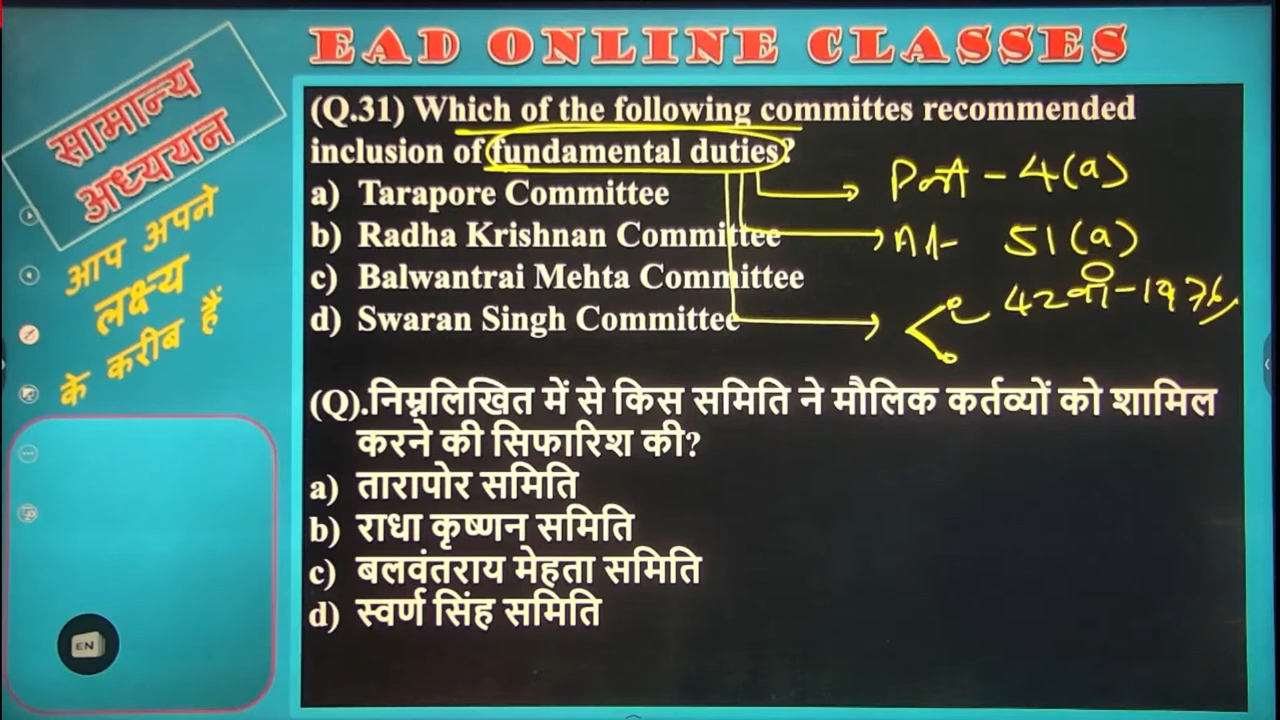 EAD ONLINE CLASSES
सामान्य
अध्ययन
आप अपने
लक्ष्य
के करीब हैं
(Q.31) Which of the following committes recommended
inclusion of fundamental duties?
a) Tarapore Committee
b) Radha Krishnan Committee
c) Balwantrai Mehta Committee
d) Swaran Singh Committee
Part - 4(a)
At- 51(a)
42वाँ-1976
(Q).निम्नलिखित में से किस समिति ने मौलिक कर्तव्यों को शामिल
करने की सिफारिश की?
a) तारापोर समिति
b) राधा कृष्णन समिति
c) बलवंतराय मेहता समिति
d) स्वर्ण सिंह समिति
EN